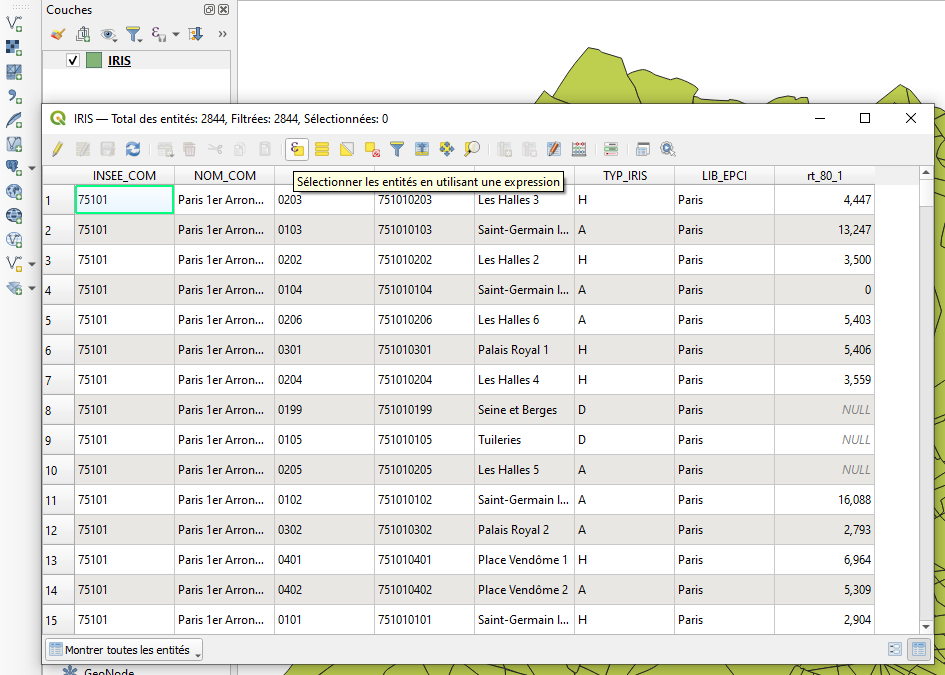 Couches
IRIS
IRIS — Total des entités: 2844, Filtrées: 2844, Sélectionnées: 0
Sélectionner les entités en utilisant une expression
INSEE_COM NOM_COM TYP_IRIS LIB_EPCI rt_80_1
1 75101 Paris 1er Arron... 0203 751010203 Les Halles 3 H Paris 4,447
2 75101 Paris 1er Arron... 0103 751010103 Saint-Germain l... A Paris 13,247
3 75101 Paris 1er Arron... 0202 751010202 Les Halles 2 H Paris 3,500
4 75101 Paris 1er Arron... 0104 751010104 Saint-Germain l... A Paris 0
5 75101 Paris 1er Arron... 0206 751010206 Les Halles 6 A Paris 5,403
6 75101 Paris 1er Arron... 0301 751010301 Palais Royal 1 H Paris 5,406
7 75101 Paris 1er Arron... 0204 751010204 Les Halles 4 H Paris 3,559
8 75101 Paris 1er Arron... 0199 751010199 Seine et Berges D Paris NULL
9 75101 Paris 1er Arron... 0105 751010105 Tuileries D Paris NULL
10 75101 Paris 1er Arron... 0205 751010205 Les Halles 5 A Paris NULL
11 75101 Paris 1er Arron... 0102 751010102 Saint-Germain l... A Paris 16,088
12 75101 Paris 1er Arron... 0302 751010302 Palais Royal 2 A Paris 2,793
13 75101 Paris 1er Arron... 0401 751010401 Place Vendôme 1 H Paris 6,964
14 75101 Paris 1er Arron... 0402 751010402 Place Vendôme 2 A Paris 5,309
15 75101 Paris 1er Arron... 0101 751010101 Saint-Germain l... H Paris 2,904
Montrer toutes les entités
GeoNode